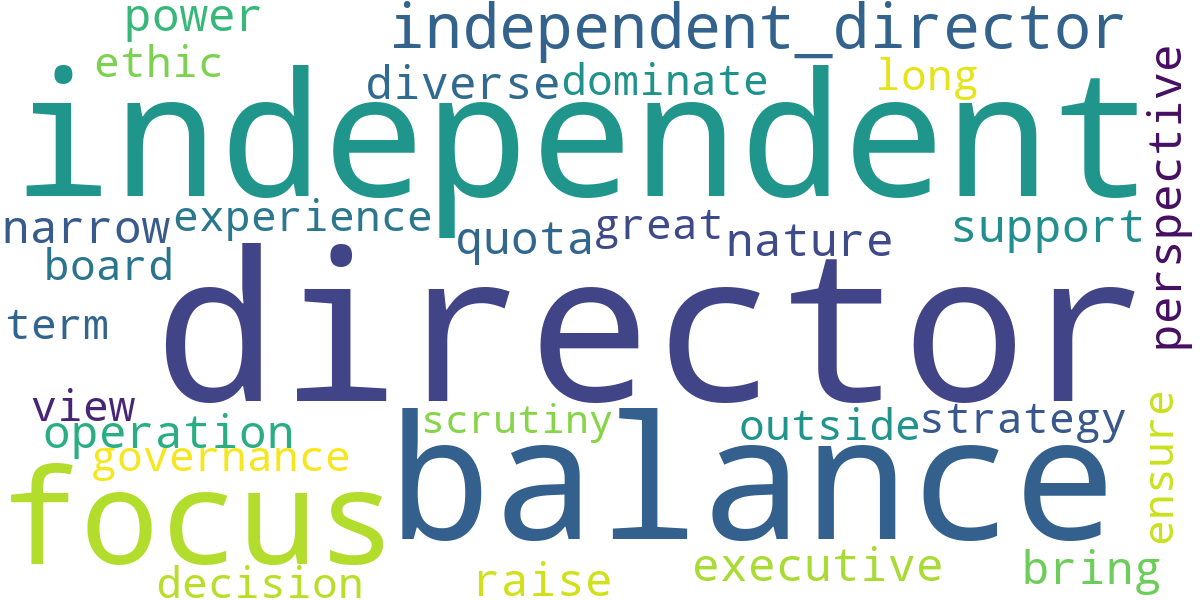 power
independent_director
ethic
diverse
dominate
long
independent
perspective
narrow
experience
quota
great
nature
support
board
director
term
view
operation
scrutiny
outside
strategy
governance
focus
balance
ensure
decision
raise
executive
bring